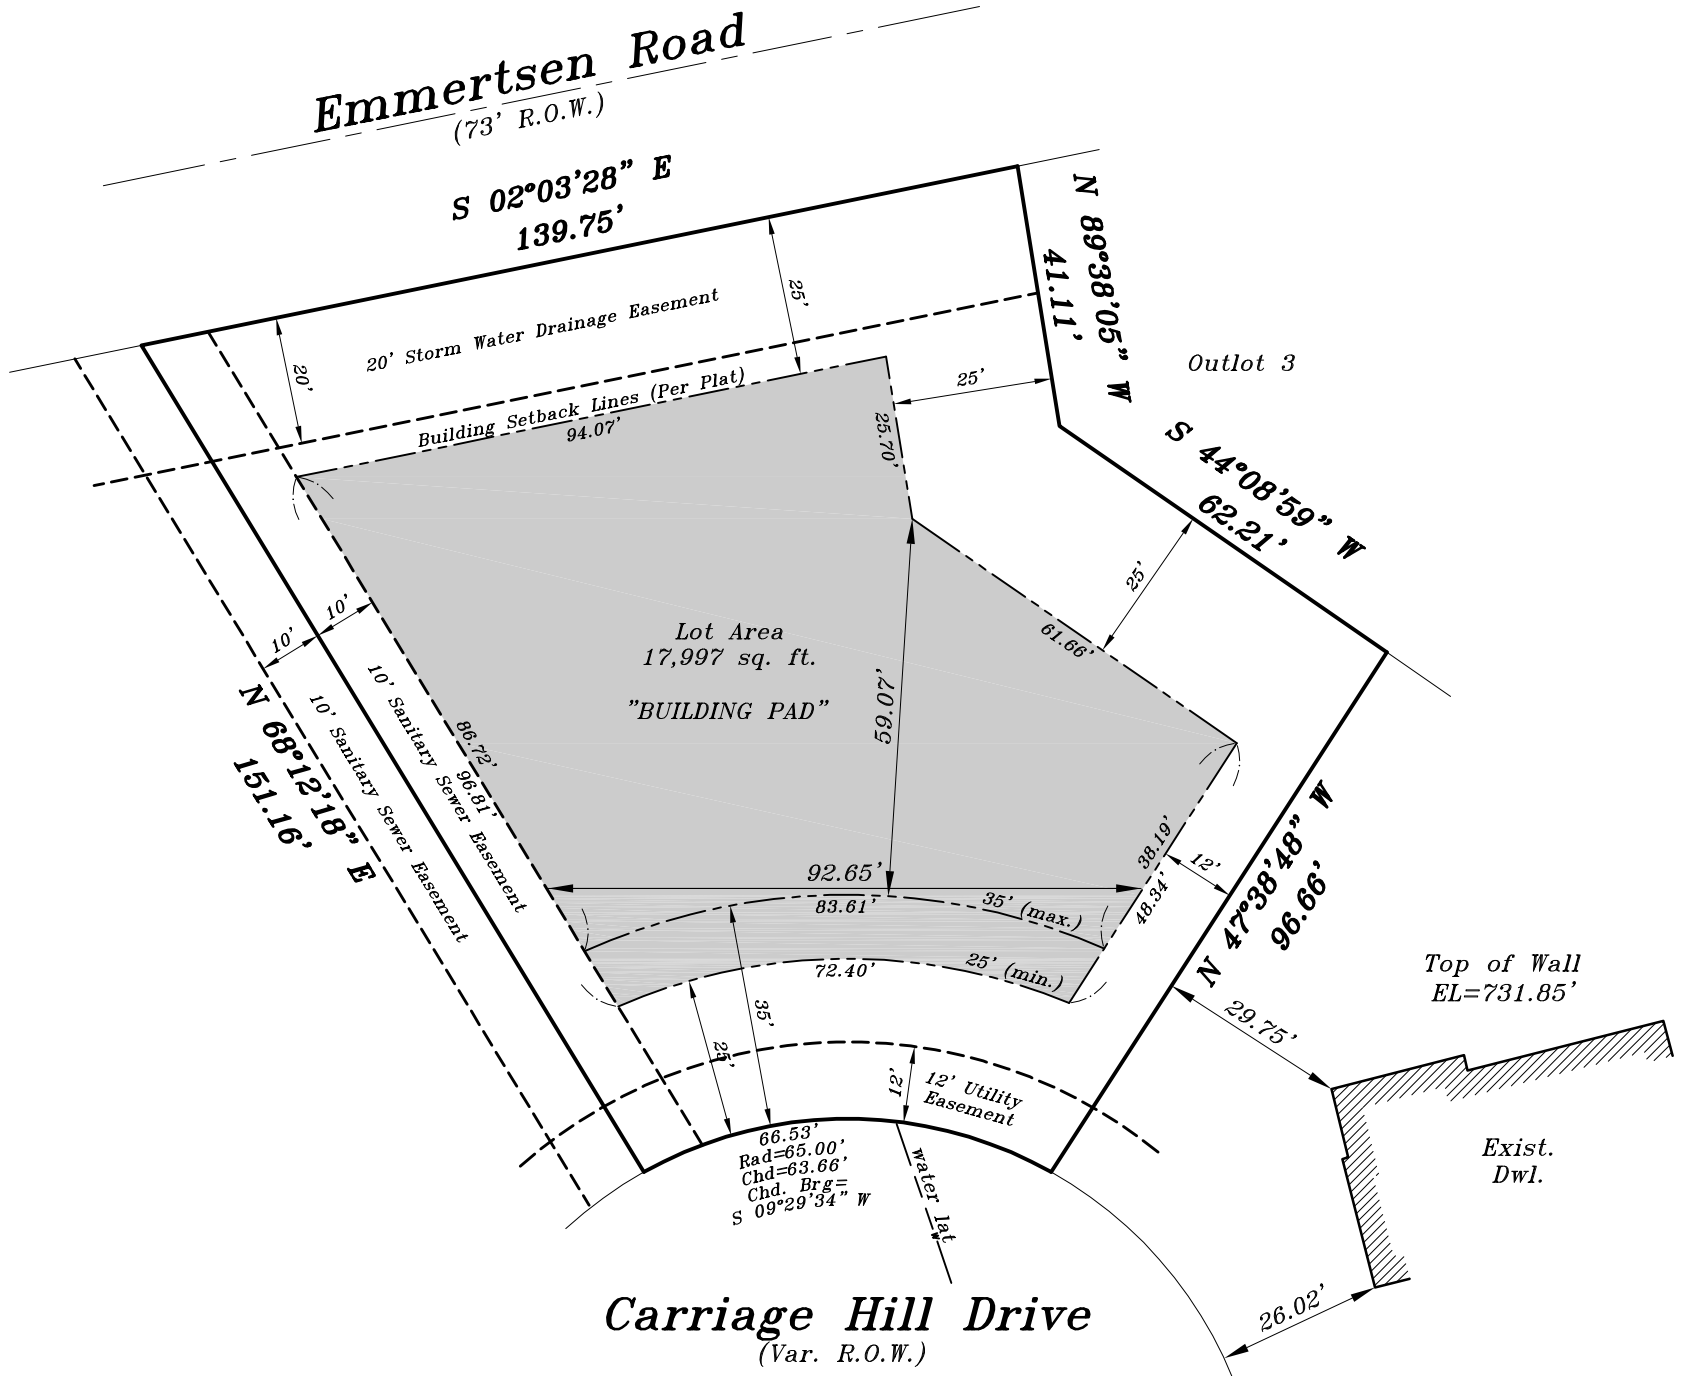 Emmertsen Road
(73' R.O.W.)
S 02°03'28" E
139.75'
N 89°38'05" W
41.11'
25'
20' Storm Water Drainage Easement
20'
Building Setback Lines (Per Plat)
94.07'
25'
25.70'
Outlot 3
S 44°08'59" W
62.21'
25'
61.66'
10'
10'
Lot Area
17,997 sq. ft.
"BUILDING PAD"
59.07'
N 68°12'18" E
151.16'
10' Sanitary Sewer Easement
10' Sanitary Sewer Easement
86.72'
96.81'
92.65'
83.61'
35' (max.)
72.40'
25' (min.)
38.19'
48.34'
12'
N 47°38'48" W
96.66'
35'
25'
12'
12' Utility
Easement
29.75'
Top of Wall
EL=731.85'
Exist.
Dwl.
66.53'
Rad=65.00'
Chd=63.66'
Chd. Brg=
S 09°29'34" W
water lat
w
26.02'
Carriage Hill Drive
(Var. R.O.W.)